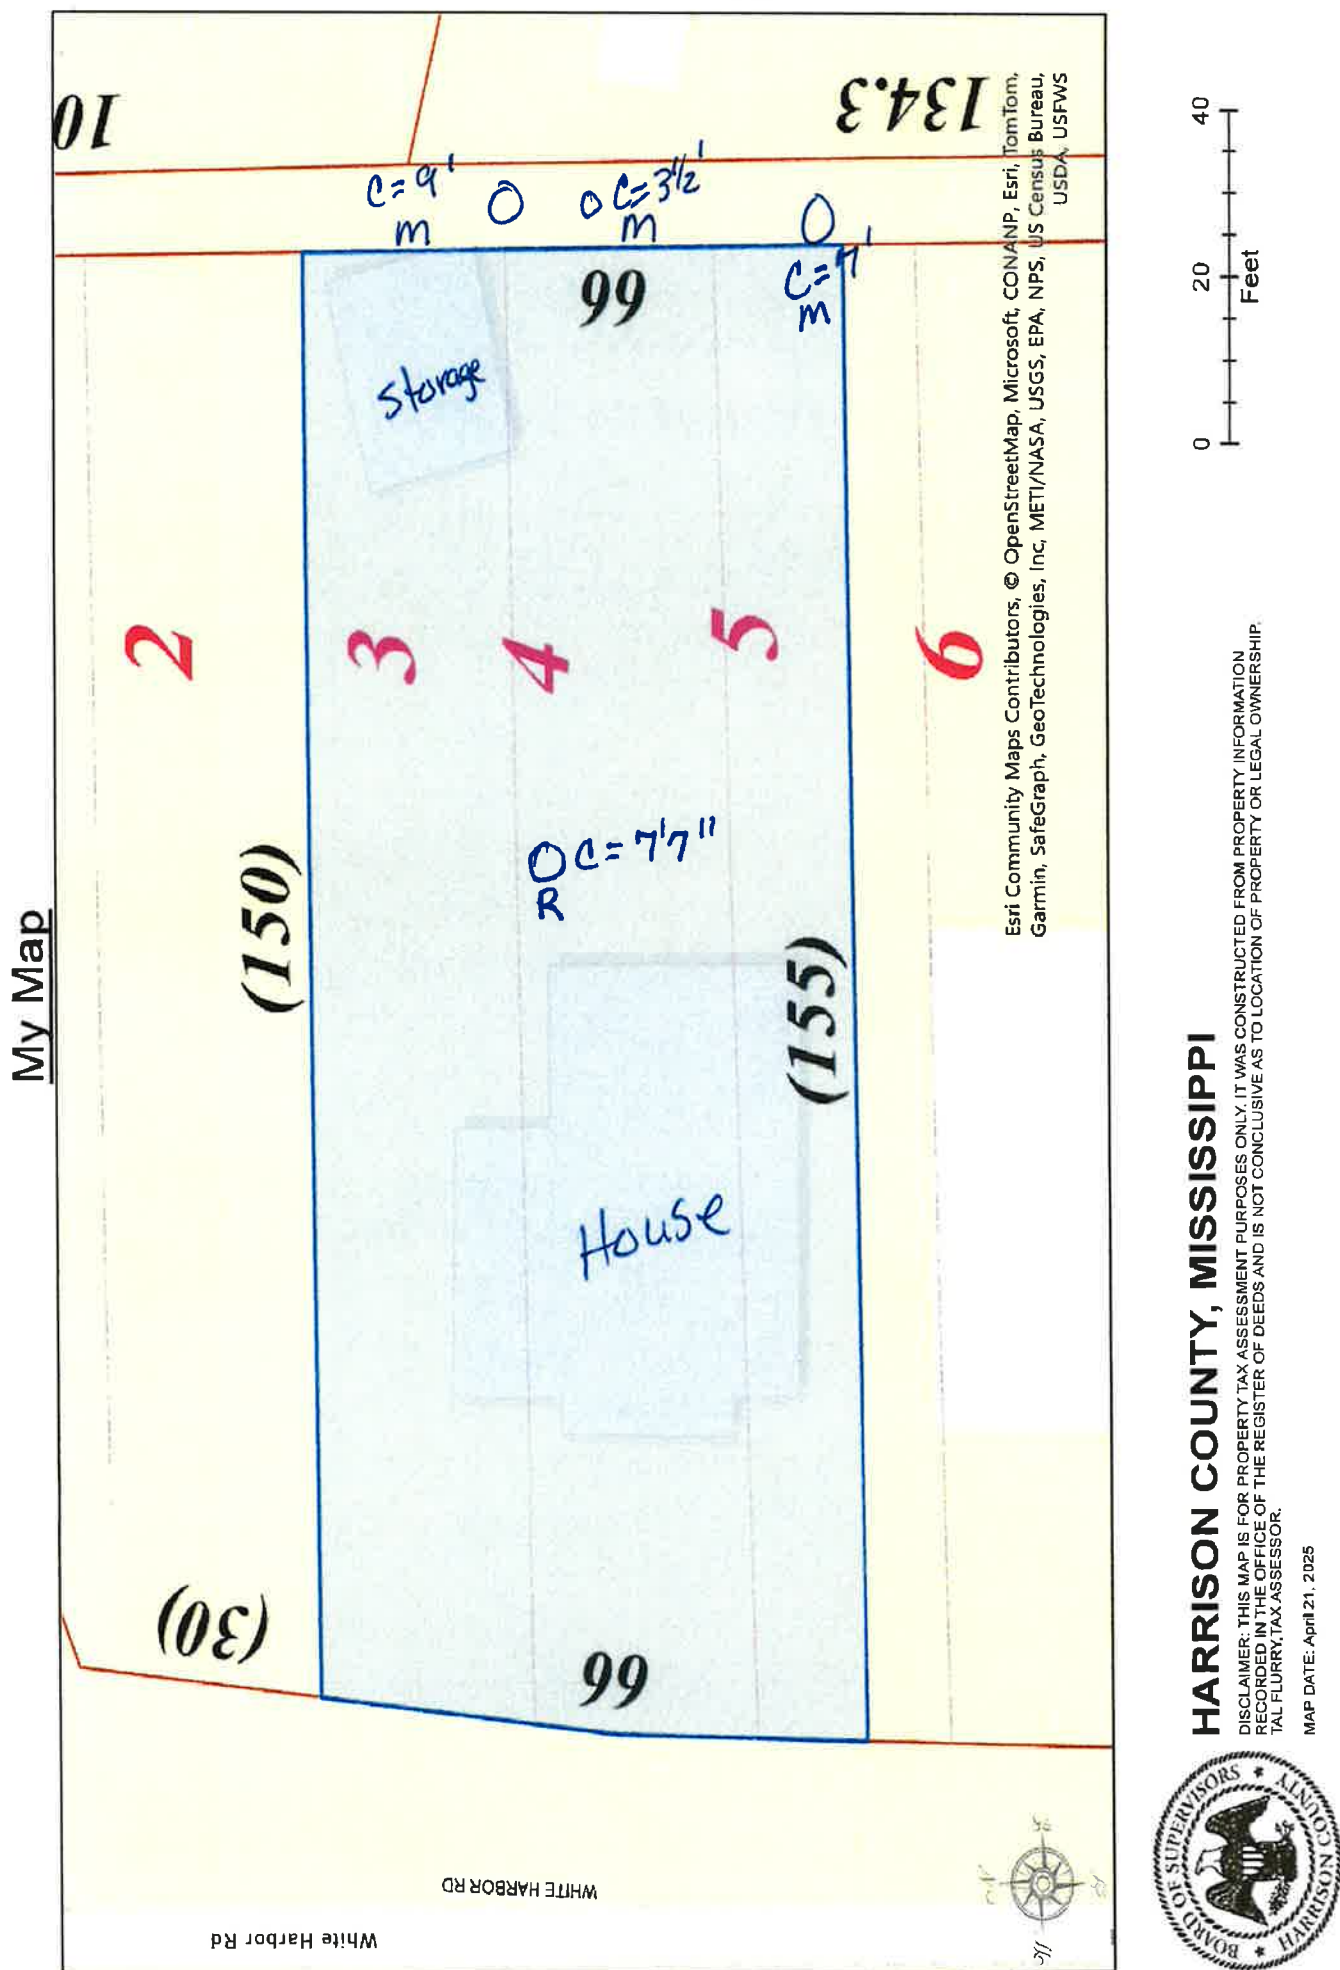 My Map
10
134.3
C= 9'
m
C= 3½'
m
C= 7'
m
66
storage
2
3
4
5
6
(150)
C= 7'7"
R
(155)
House
(30)
66
WHITE HARBOR RD
White Harbor Rd
Esri Community Maps Contributors, © OpenStreetMap, Microsoft, CONANP, Esri, TomTom,
Garmin, SafeGraph, GeoTechnologies, Inc, METI/NASA, USGS, EPA, NPS, US Census Bureau,
USDA, USFWS
0 20 40
Feet
HARRISON COUNTY, MISSISSIPPI
DISCLAIMER: THIS MAP IS FOR PROPERTY TAX ASSESSMENT PURPOSES ONLY. IT WAS CONSTRUCTED FROM PROPERTY INFORMATION
RECORDED IN THE OFFICE OF THE REGISTER OF DEEDS AND IS NOT CONCLUSIVE AS TO LOCATION OF PROPERTY OR LEGAL OWNERSHIP.
TAL FLURRY, TAX ASSESSOR.
MAP DATE: April 21, 2025
BOARD OF SUPERVISORS
HARRISON COUNTY